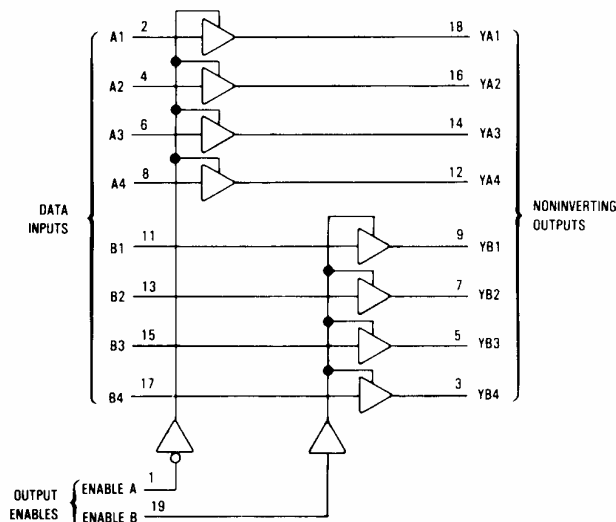 A1 2 18 YA1
A2 4 16 YA2
A3 6 14 YA3
A4 8 12 YA4
DATA
INPUTS
NONINVERTING
OUTPUTS
B1 11 9 YB1
B2 13 7 YB2
B3 15 5 YB3
B4 17 3 YB4
OUTPUT
ENABLES
ENABLE A 1
ENABLE B 19